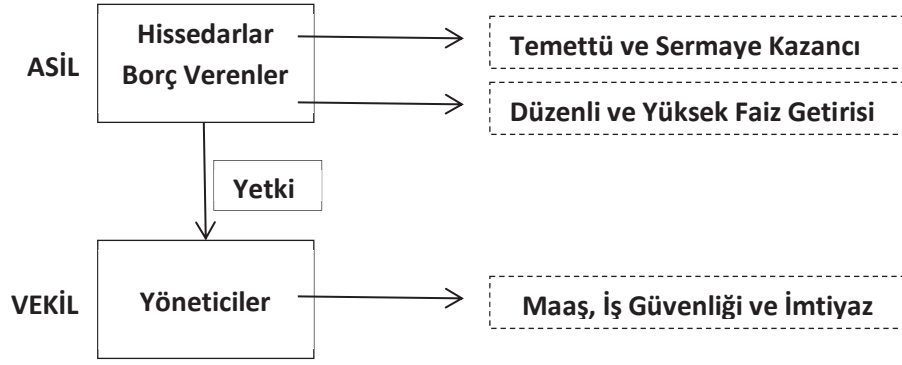 ASİL
Hissedarlar
Borç Verenler
Temettü ve Sermaye Kazancı
Düzenli ve Yüksek Faiz Getirisi
Yetki
VEKİL
Yöneticiler
Maaş, İş Güvenliği ve İmtiyaz